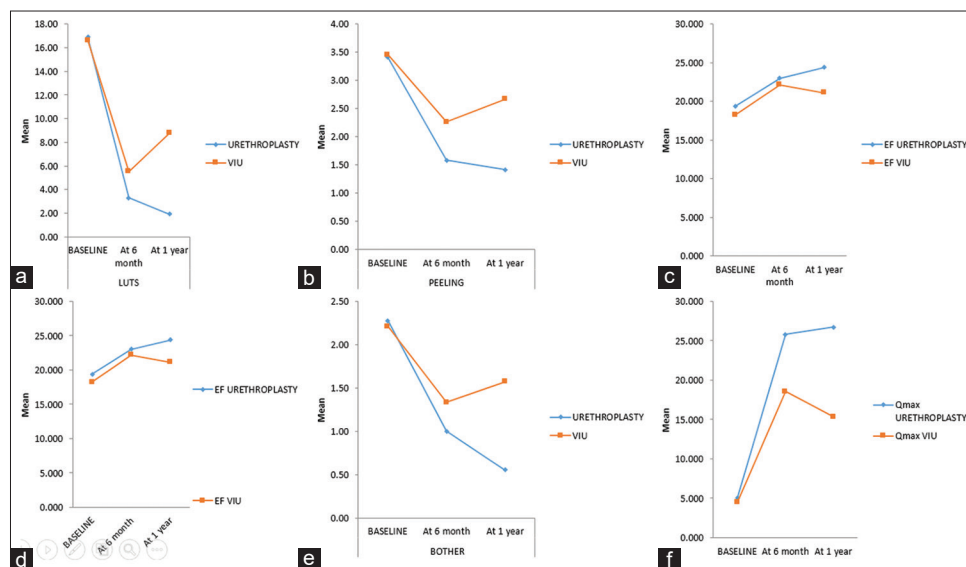 18.00
16.00
14.00
12.00
10.00
8.00
6.00
4.00
2.00
0.00
Mean
BASELINE At 6 month At 1 year
LUTS
URETHROPLASTY
VIU
a
4.00
3.50
3.00
2.50
2.00
1.50
1.00
0.50
0.00
Mean
BASELINE At 6 month At 1 year
PEELING
URETHROPLASTY
VIU
b
30.000
25.000
20.000
15.000
10.000
5.000
0.000
Mean
BASELINE At 6 month At 1 year
EF URETHROPLASTY
EF VIU
c
30.000
25.000
20.000
15.000
10.000
5.000
0.000
Mean
BASELINE At 6 month At 1 year
EF URETHROPLASTY
EF VIU
d
2.50
2.00
1.50
1.00
0.50
0.00
Mean
BASELINE At 6 month At 1 year
BOTHER
URETHROPLASTY
VIU
e
30.000
25.000
20.000
15.000
10.000
5.000
0.000
Mean
BASELINE At 6 month At 1 year
Qmax
URETHROPLASTY
Qmax VIU
f